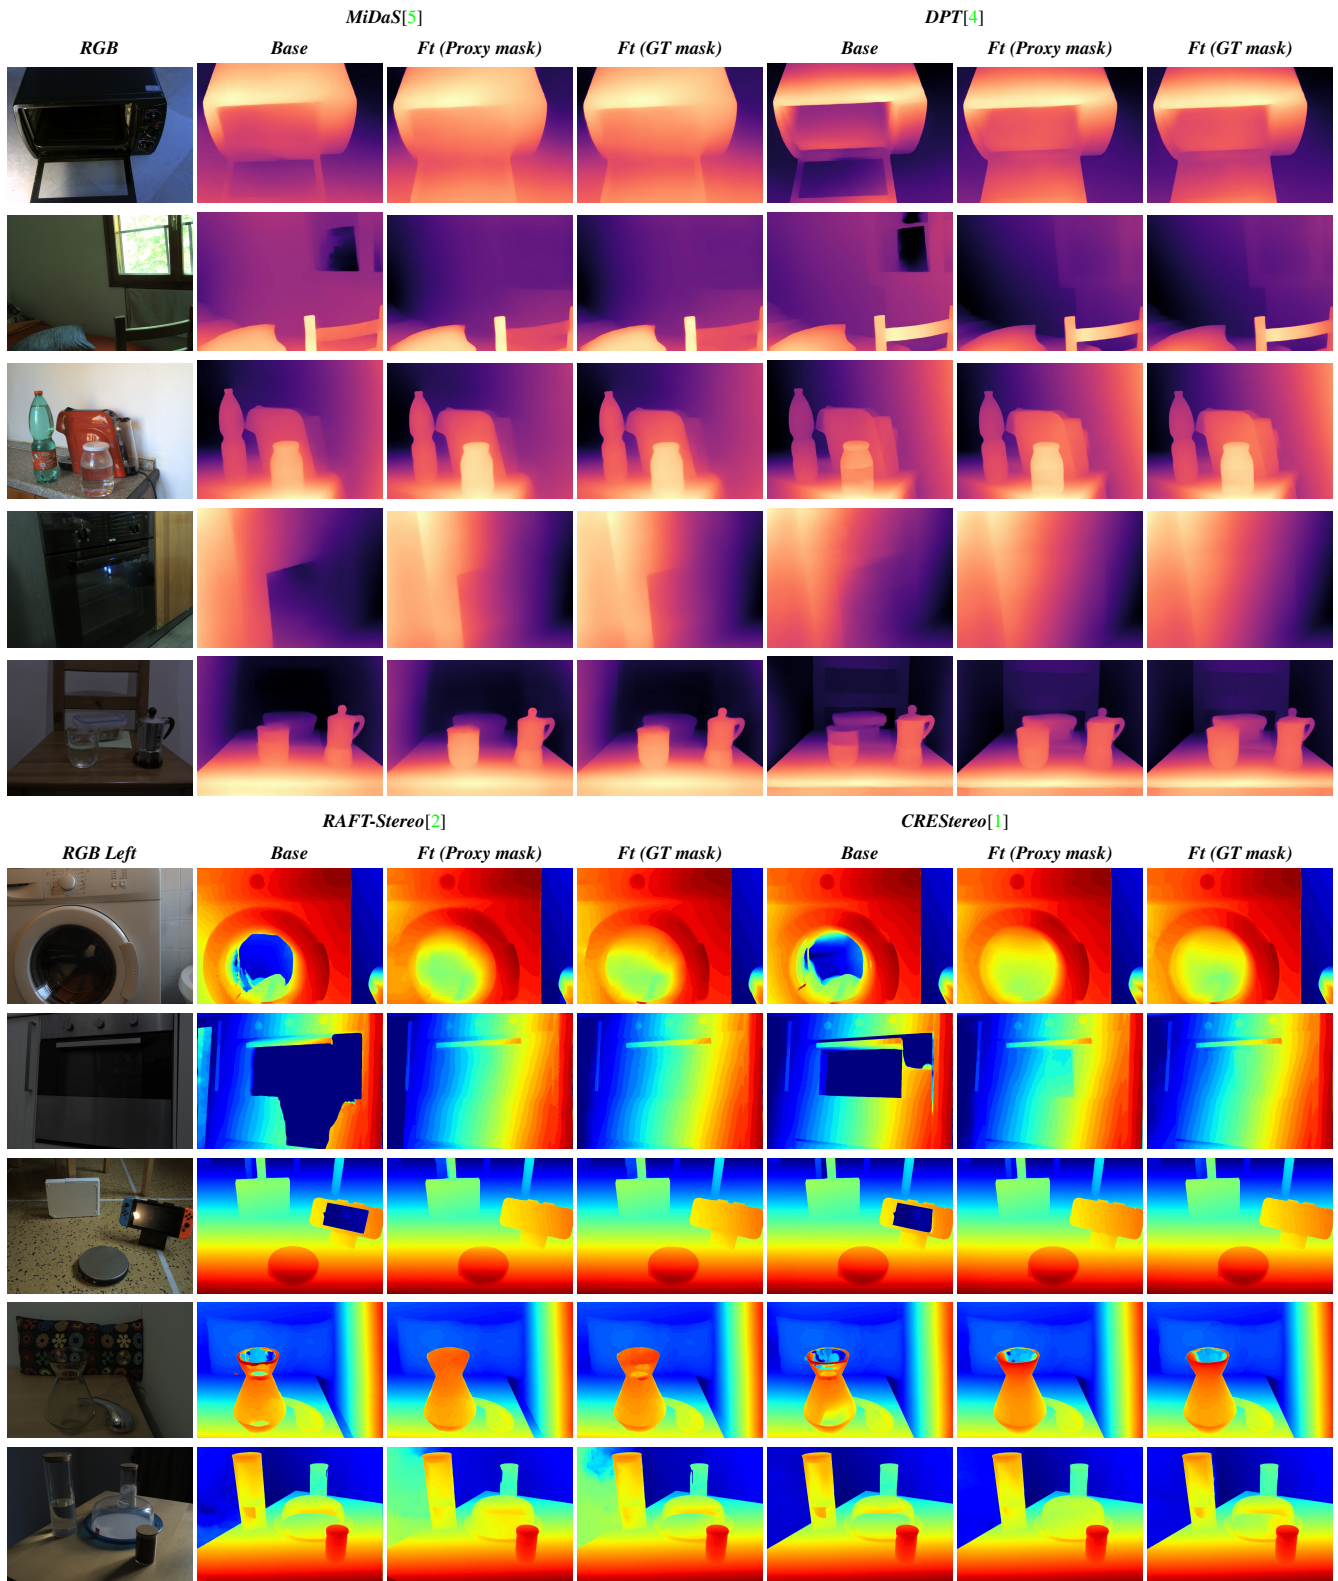 MiDaS[5] DPT[4]
RGB Base Ft (Proxy mask) Ft (GT mask) Base Ft (Proxy mask) Ft (GT mask)
RAFT-Stereo[2] CREStereo[1]
RGB Left Base Ft (Proxy mask) Ft (GT mask) Base Ft (Proxy mask) Ft (GT mask)